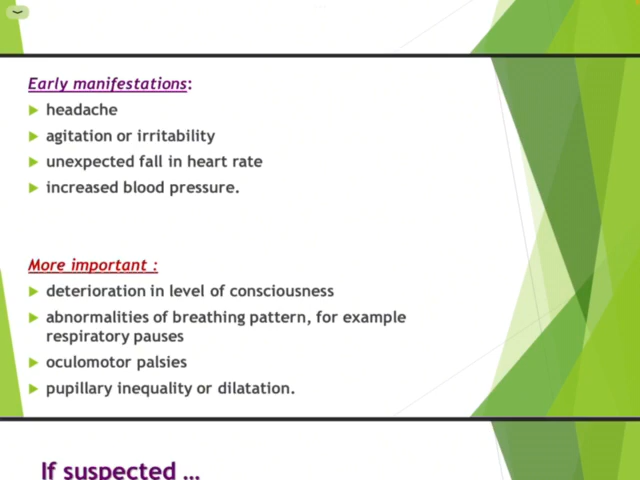 Early manifestations:
headache
agitation or irritability
unexpected fall in heart rate
increased blood pressure.
More important :
deterioration in level of consciousness
abnormalities of breathing pattern, for example
respiratory pauses
oculomotor palsies
pupillary inequality or dilatation.
If suspected …